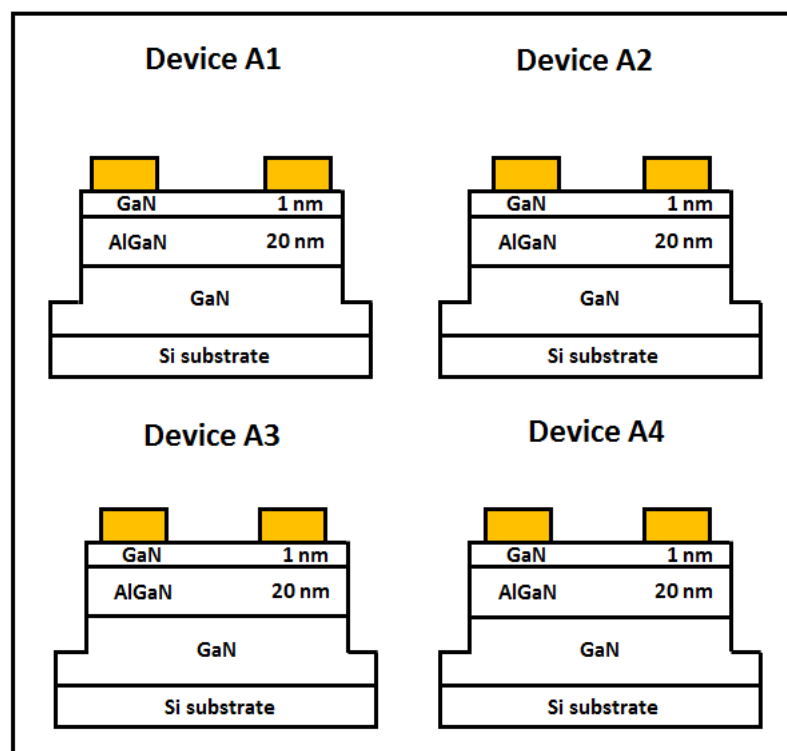 Device A1
Device A2
GaN 1 nm
GaN 1 nm
AlGaN 20 nm
AlGaN 20 nm
GaN
GaN
Si substrate
Si substrate
Device A3
Device A4
GaN 1 nm
GaN 1 nm
AlGaN 20 nm
AlGaN 20 nm
GaN
GaN
Si substrate
Si substrate